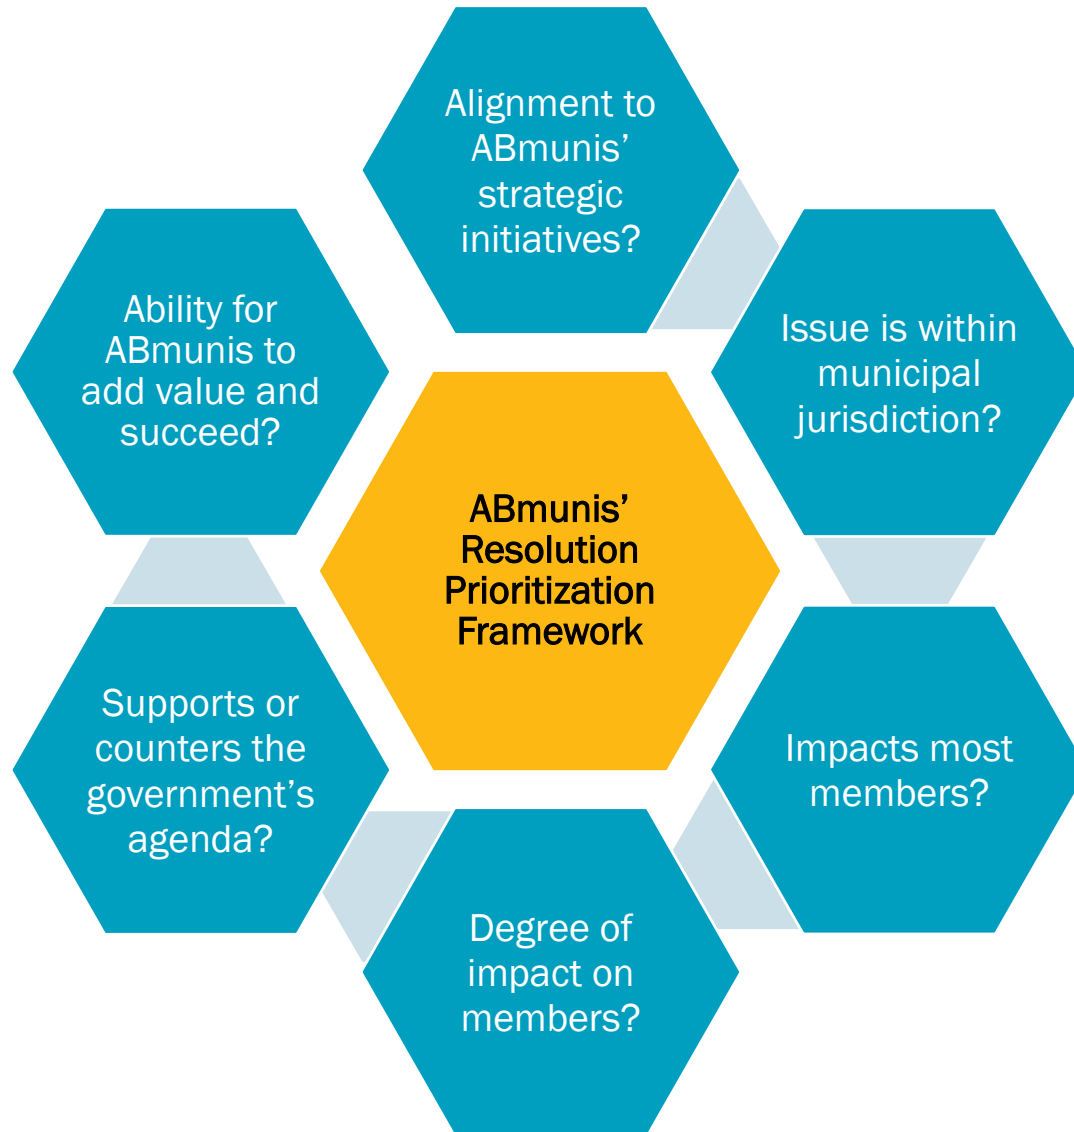 Alignment to
ABmunis’
strategic
initiatives?
Issue is within
municipal
jurisdiction?
Impacts most
members?
Degree of
impact on
members?
Supports or
counters the
government’s
agenda?
Ability for
ABmunis to
add value and
succeed?
ABmunis’
Resolution
Prioritization
Framework